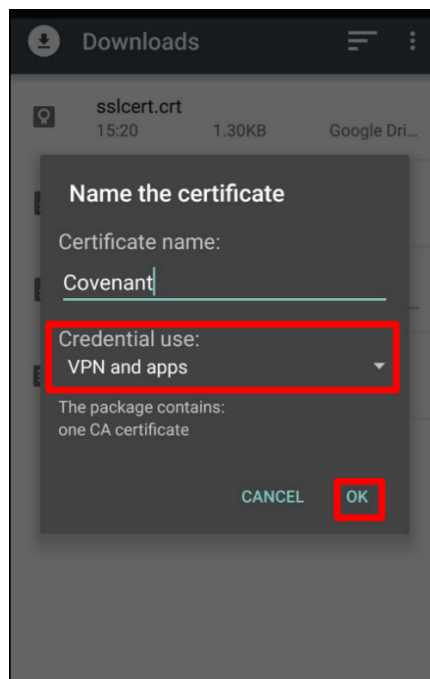 Downloads
sslcert.crt
15:20 1.30KB Google Dri...
Name the certificate
Certificate name:
Covenant
Credential use:
VPN and apps
The package contains:
one CA certificate
CANCEL OK